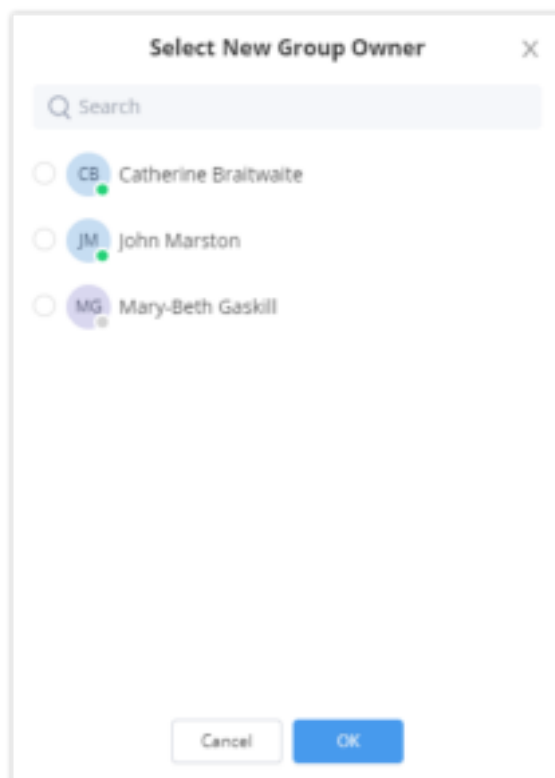 Select New Group Owner
Search
CB Catherine Braitwaite
JM John Marston
MG Mary-Beth Gaskill
Cancel OK